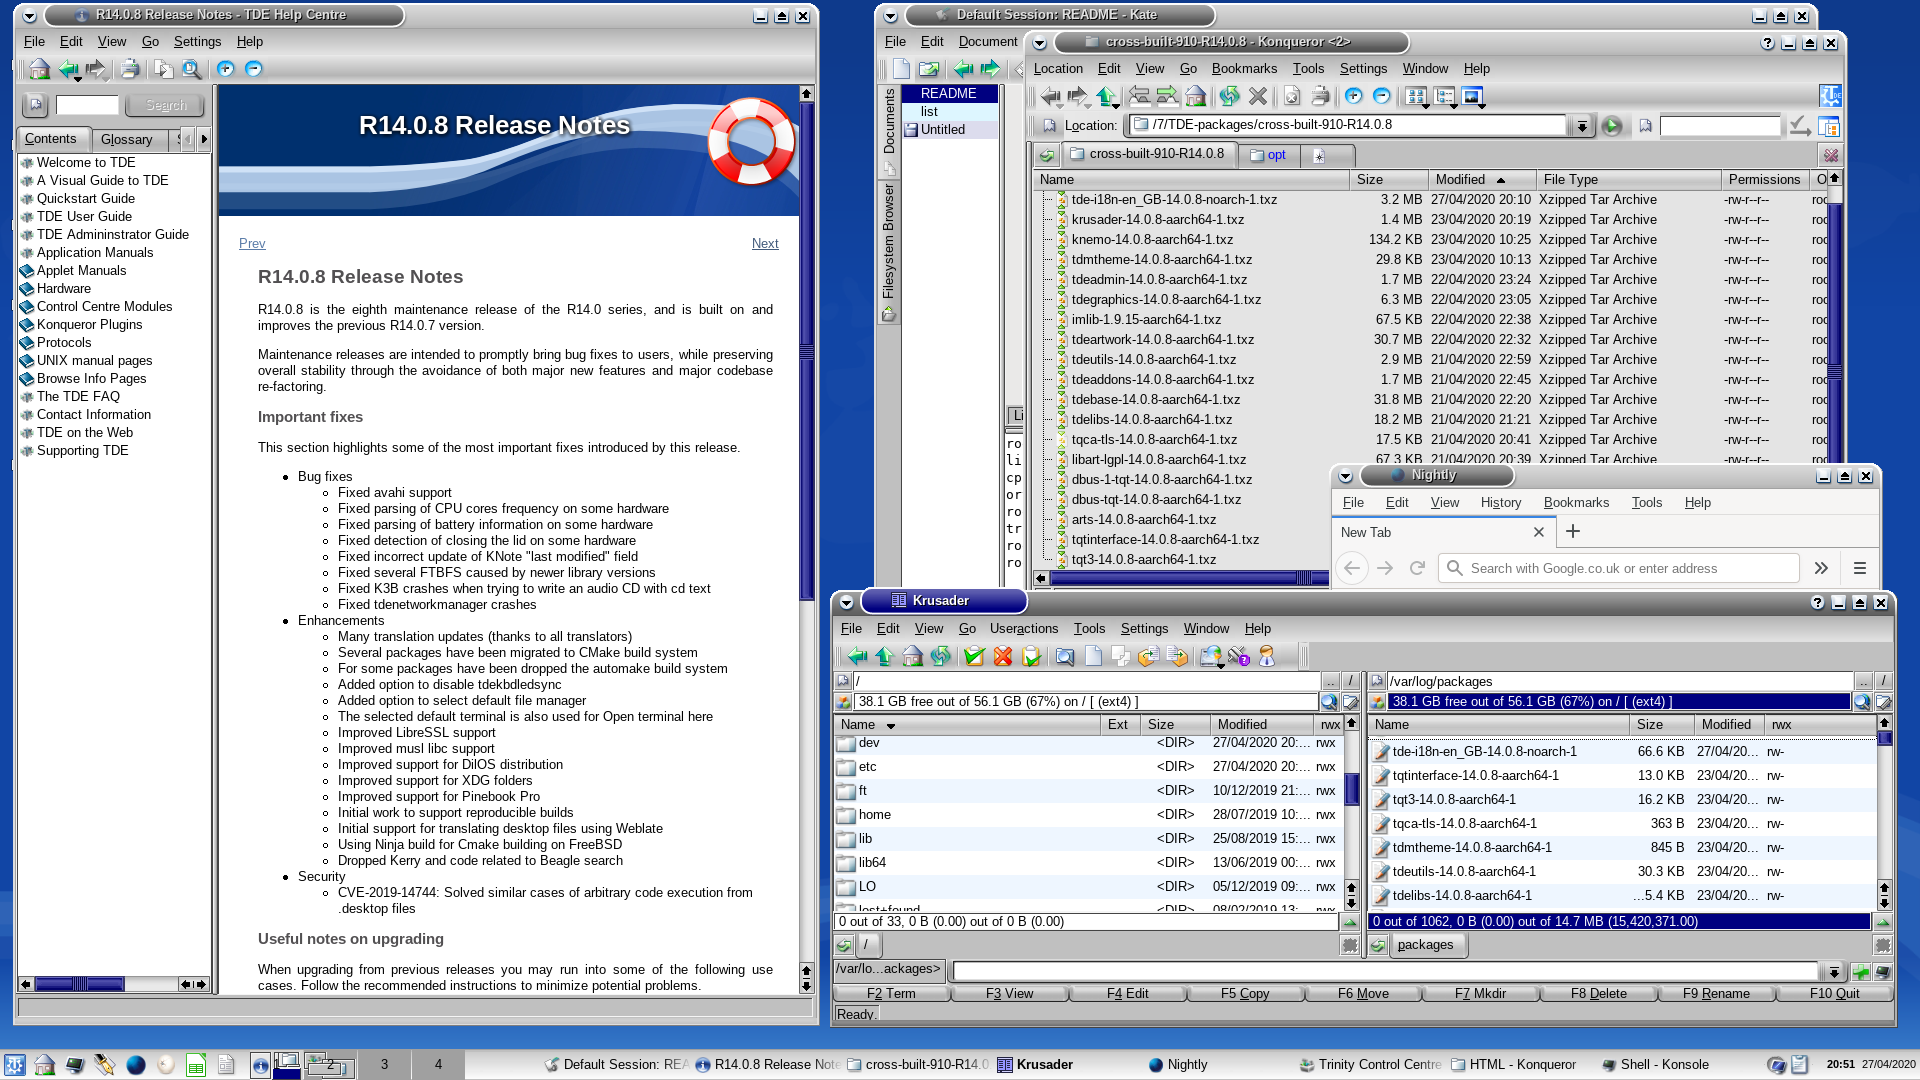 R14.0.8 Release Notes - TDE Help Centre
File Edit View Go Settings Help
Search
Contents Glossary
Welcome to TDE
A Visual Guide to TDE
Quickstart Guide
TDE User Guide
TDE Admininstrator Guide
Application Manuals
Applet Manuals
Hardware
Control Centre Modules
Konqueror Plugins
Protocols
UNIX manual pages
Browse Info Pages
The TDE FAQ
Contact Information
TDE on the Web
Supporting TDE
R14.0.8 Release Notes
Prev Next
R14.0.8 Release Notes
R14.0.8 is the eighth maintenance release of the R14.0 series, and is built on and
improves the previous R14.0.7 version.
Maintenance releases are intended to promptly bring bug fixes to users, while preserving
overall stability through the avoidance of both major new features and major codebase
re-factoring.
Important fixes
This section highlights some of the most important fixes introduced by this release.
Bug fixes
Fixed avahi support
Fixed parsing of CPU cores frequency on some hardware
Fixed parsing of battery information on some hardware
Fixed detection of closing the lid on some hardware
Fixed incorrect update of KNote "last modified" field
Fixed several FTBFS caused by newer library versions
Fixed K3B crashes when trying to write an audio CD with cd text
Fixed tdenetworkmanager crashes
Enhancements
Many translation updates (thanks to all translators)
Several packages have been migrated to CMake build system
For some packages have been dropped the automake build system
Added option to disable tdekbdledsync
Added option to select default file manager
The selected default terminal is also used for Open terminal here
Improved LibreSSL support
Improved musl libc support
Improved support for DilOS distribution
Improved support for XDG folders
Improved support for Pinebook Pro
Initial work to support reproducible builds
Initial support for translating desktop files using Weblate
Using Ninja build for Cmake building on FreeBSD
Dropped Kerry and code related to Beagle search
Security
CVE-2019-14744: Solved similar cases of arbitrary code execution from
.desktop files
Useful notes on upgrading
When upgrading from previous releases you may run into some of the following use
cases. Follow the recommended instructions to minimize potential problems.
Default Session: README - Kate
File Edit Document
Documents
Filesystem Browser
README
list
Untitled
Li
ro
li
cp
or
ro
tr
ro
ro
cross-built-910-R14.0.8 - Konqueror <2>
Location Edit View Go Bookmarks Tools Settings Window Help
Location: /7/TDE-packages/cross-built-910-R14.0.8
cross-built-910-R14.0.8 opt
Name Size Modified File Type Permissions O
tde-i18n-en_GB-14.0.8-noarch-1.txz 3.2 MB 27/04/2020 20:10 Xzipped Tar Archive -rw-r--r-- roo
krusader-14.0.8-aarch64-1.txz 1.4 MB 23/04/2020 20:19 Xzipped Tar Archive -rw-r--r-- roo
knemo-14.0.8-aarch64-1.txz 134.2 KB 23/04/2020 10:25 Xzipped Tar Archive -rw-r--r-- roo
tdmtheme-14.0.8-aarch64-1.txz 29.8 KB 23/04/2020 10:13 Xzipped Tar Archive -rw-r--r-- roo
tdeadmin-14.0.8-aarch64-1.txz 1.7 MB 22/04/2020 23:24 Xzipped Tar Archive -rw-r--r-- roo
tdegraphics-14.0.8-aarch64-1.txz 6.3 MB 22/04/2020 23:05 Xzipped Tar Archive -rw-r--r-- roo
imlib-1.9.15-aarch64-1.txz 67.5 KB 22/04/2020 22:38 Xzipped Tar Archive -rw-r--r-- roo
tdeartwork-14.0.8-aarch64-1.txz 30.7 MB 22/04/2020 22:32 Xzipped Tar Archive -rw-r--r-- roo
tdeutils-14.0.8-aarch64-1.txz 2.9 MB 21/04/2020 22:59 Xzipped Tar Archive -rw-r--r-- roo
tdeaddons-14.0.8-aarch64-1.txz 1.7 MB 21/04/2020 22:45 Xzipped Tar Archive -rw-r--r-- roo
tdebase-14.0.8-aarch64-1.txz 31.8 MB 21/04/2020 22:20 Xzipped Tar Archive -rw-r--r-- roo
tdelibs-14.0.8-aarch64-1.txz 18.2 MB 21/04/2020 21:21 Xzipped Tar Archive -rw-r--r-- roo
tqca-tls-14.0.8-aarch64-1.txz 17.5 KB 21/04/2020 20:41 Xzipped Tar Archive -rw-r--r-- roo
libart-lgpl-14.0.8-aarch64-1.txz 67.3 KB 21/04/2020 20:39 Xzipped Tar Archive -rw-r--r-- roo
dbus-1-tqt-14.0.8-aarch64-1.txz
dbus-tqt-14.0.8-aarch64-1.txz
arts-14.0.8-aarch64-1.txz
tqtinterface-14.0.8-aarch64-1.txz
tqt3-14.0.8-aarch64-1.txz
Nightly
File Edit View History Bookmarks Tools Help
New Tab
Search with Google.co.uk or enter address
Krusader
File Edit View Go Useractions Tools Settings Window Help
/ .. /
38.1 GB free out of 56.1 GB (67%) on / [ (ext4) ]
Name Ext Size Modified rwx
dev <DIR> 27/04/2020 20:... rwx
etc <DIR> 27/04/2020 20:... rwx
ft <DIR> 10/12/2019 21:... rwx
home <DIR> 28/07/2019 10:... rwx
lib <DIR> 25/08/2019 15:... rwx
lib64 <DIR> 13/06/2019 00:... rwx
LO <DIR> 05/12/2019 09:... rwx
lost+found <DIR> 08/02/2019 13:... rwx
0 out of 33, 0 B (0.00) out of 0 B (0.00)
/
/var/log/packages .. /
38.1 GB free out of 56.1 GB (67%) on / [ (ext4) ]
Name Size Modified rwx
tde-i18n-en_GB-14.0.8-noarch-1 66.6 KB 27/04/20... rw-
tqtinterface-14.0.8-aarch64-1 13.0 KB 23/04/20... rw-
tqt3-14.0.8-aarch64-1 16.2 KB 23/04/20... rw-
tqca-tls-14.0.8-aarch64-1 363 B 23/04/20... rw-
tdmtheme-14.0.8-aarch64-1 845 B 23/04/20... rw-
tdeutils-14.0.8-aarch64-1 30.3 KB 23/04/20... rw-
tdelibs-14.0.8-aarch64-1 ...5.4 KB 23/04/20... rw-
0 out of 1062, 0 B (0.00) out of 14.7 MB (15,420,371.00)
packages
/var/lo...ackages>
F2 Term F3 View F4 Edit F5 Copy F6 Move F7 Mkdir F8 Delete F9 Rename F10 Quit
Ready.
1 2 3 4 Default Session: REA R14.0.8 Release Note cross-built-910-R14.0. Krusader Nightly Trinity Control Centre HTML - Konqueror Shell - Konsole 20:51 27/04/2020